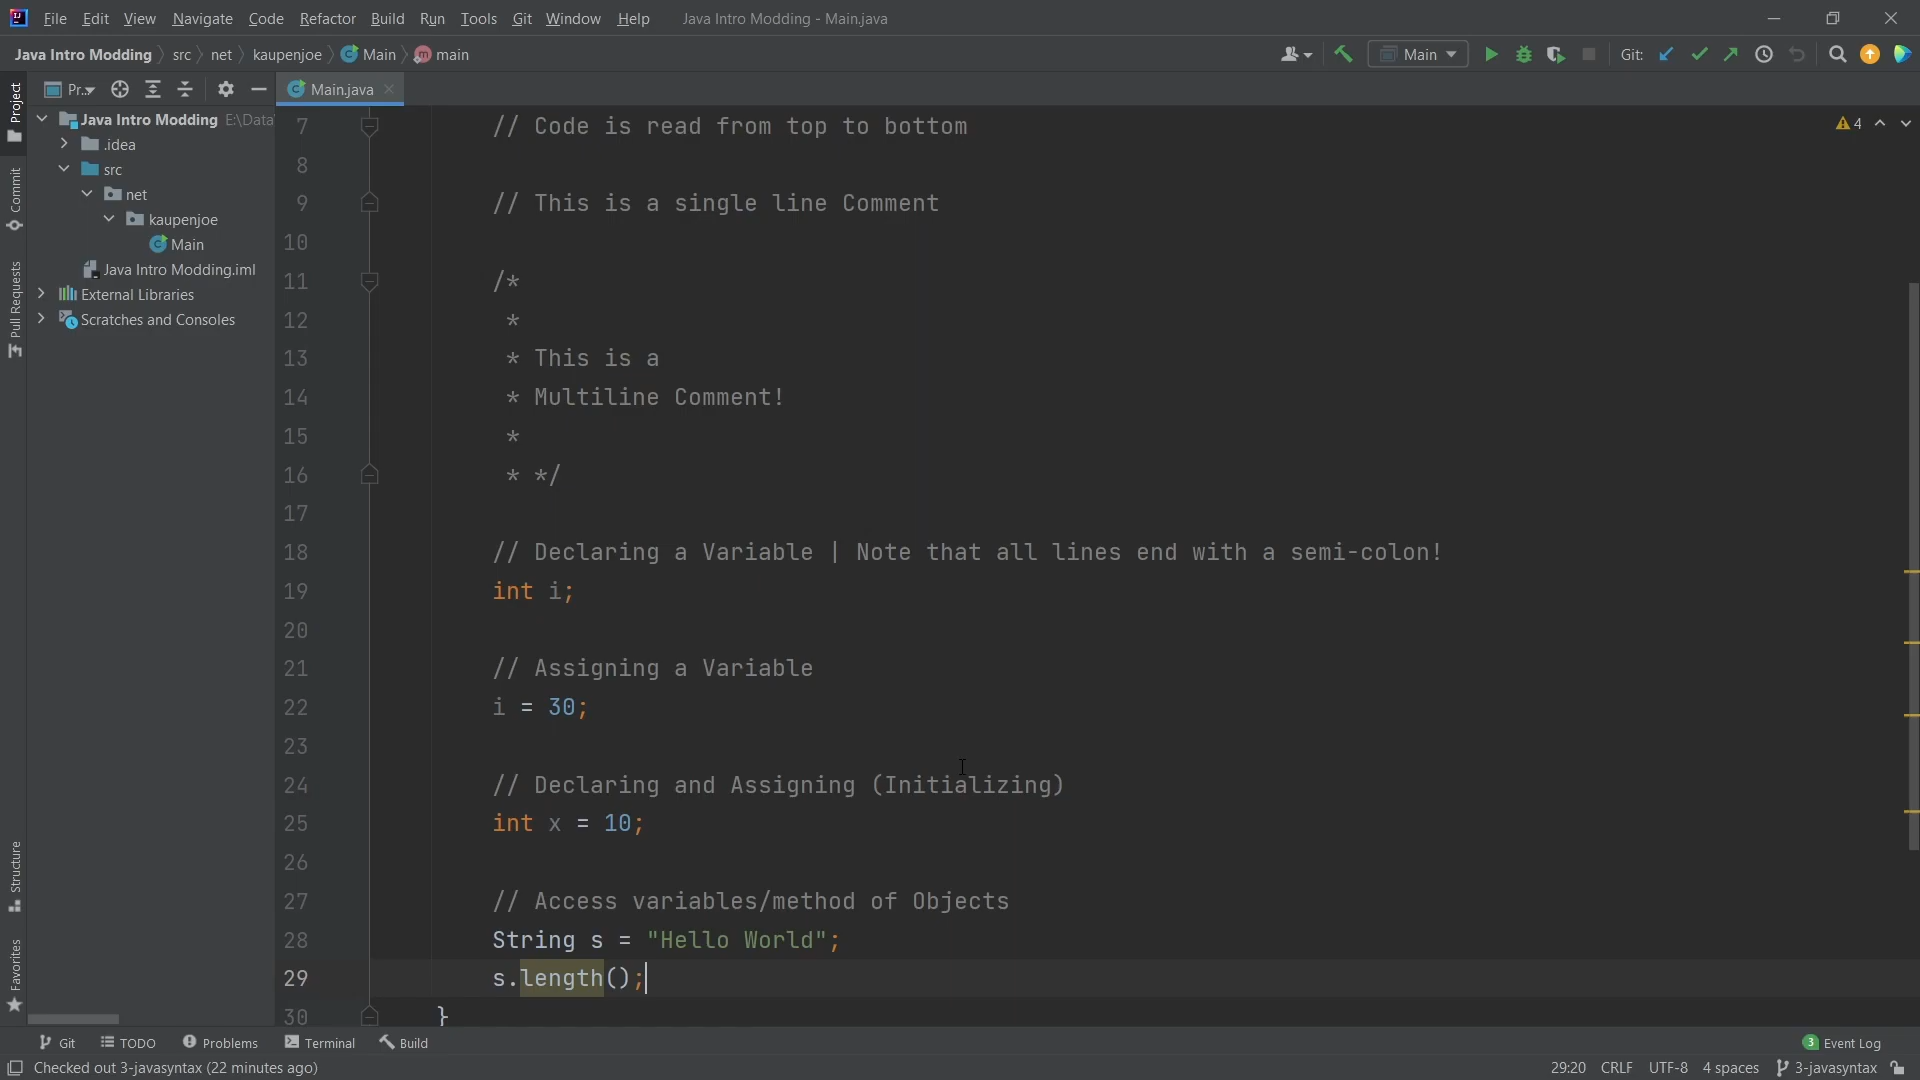 File Edit View Navigate Code Refactor Build Run Tools Git Window Help Java Intro Modding - Main.java
Java Intro Modding src net kaupenjoe Main main Main Git:
Pr.. Main.java
Project
Commit
Pull Requests
Structure
Favorites
Java Intro Modding E:\Data
.idea
src
net
kaupenjoe
Main
Java Intro Modding.iml
External Libraries
Scratches and Consoles
4
7 // Code is read from top to bottom
8
9 // This is a single line Comment
10
11 /*
12 *
13 * This is a
14 * Multiline Comment!
15 *
16 * */
17
18 // Declaring a Variable | Note that all lines end with a semi-colon!
19 int i;
20
21 // Assigning a Variable
22 i = 30;
23
24 // Declaring and Assigning (Initializing)
25 int x = 10;
26
27 // Access variables/method of Objects
28 String s = "Hello World";
29 s.length();
30 }
Git TODO Problems Terminal Build 3 Event Log
Checked out 3-javasyntax (22 minutes ago) 29:20 CRLF UTF-8 4 spaces 3-javasyntax